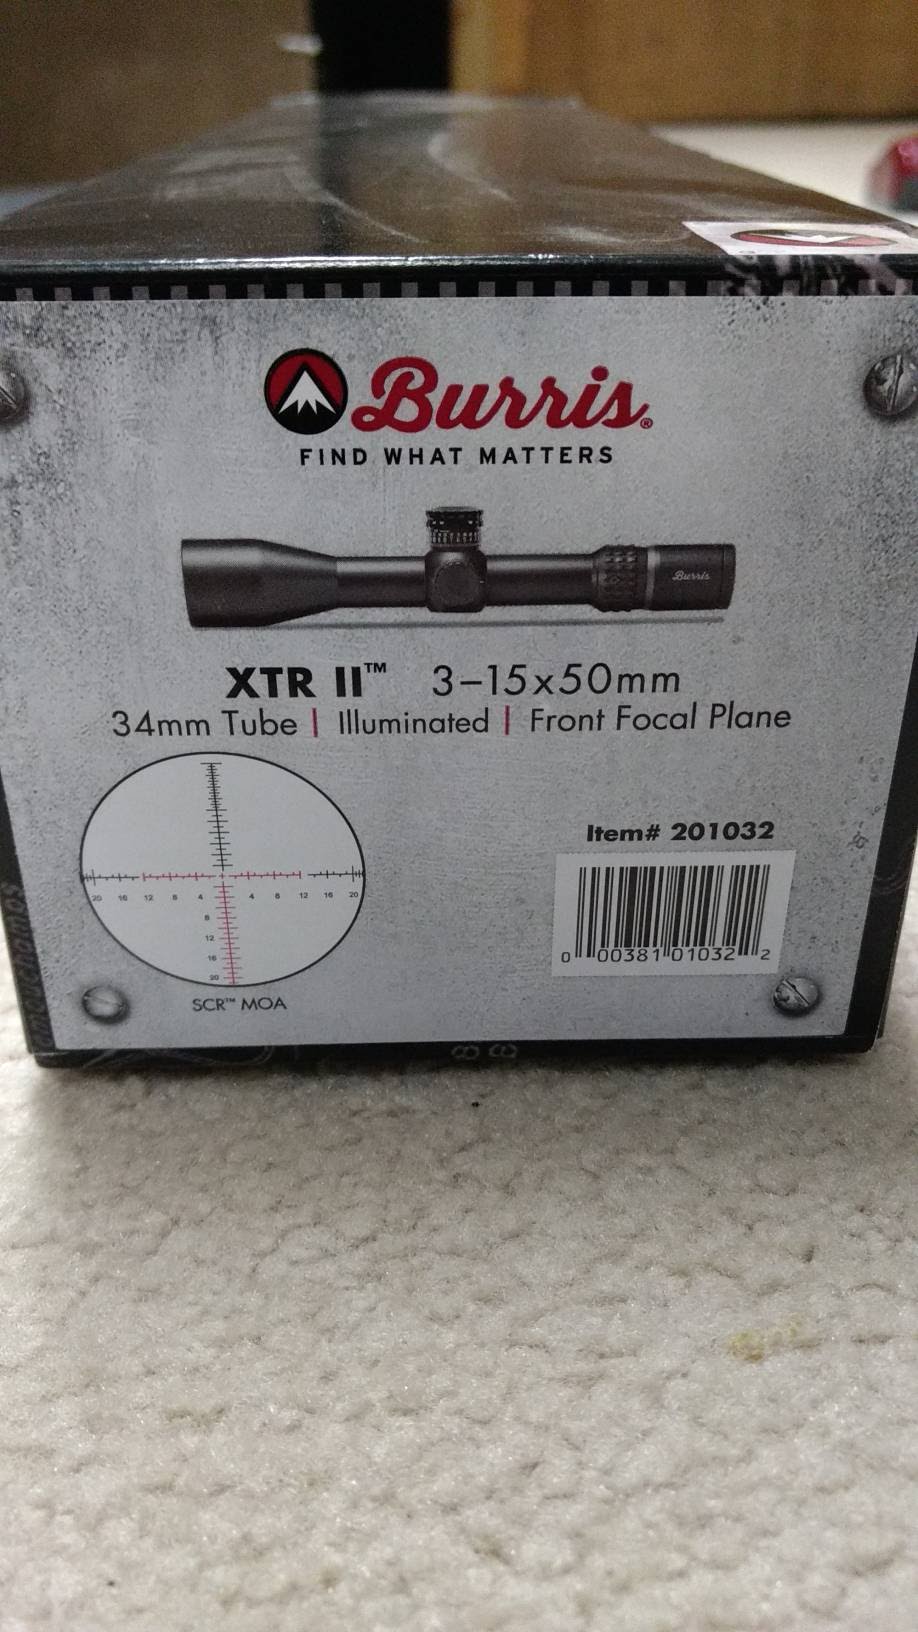 Burris®
FIND WHAT MATTERS
Burris
XTR II™ 3-15x50mm
34mm Tube | Illuminated | Front Focal Plane
Item# 201032
20 16 12 8 4 4 8 12 16 20
8
12
16
20
0 00381 01032 2
SCR™ MOA